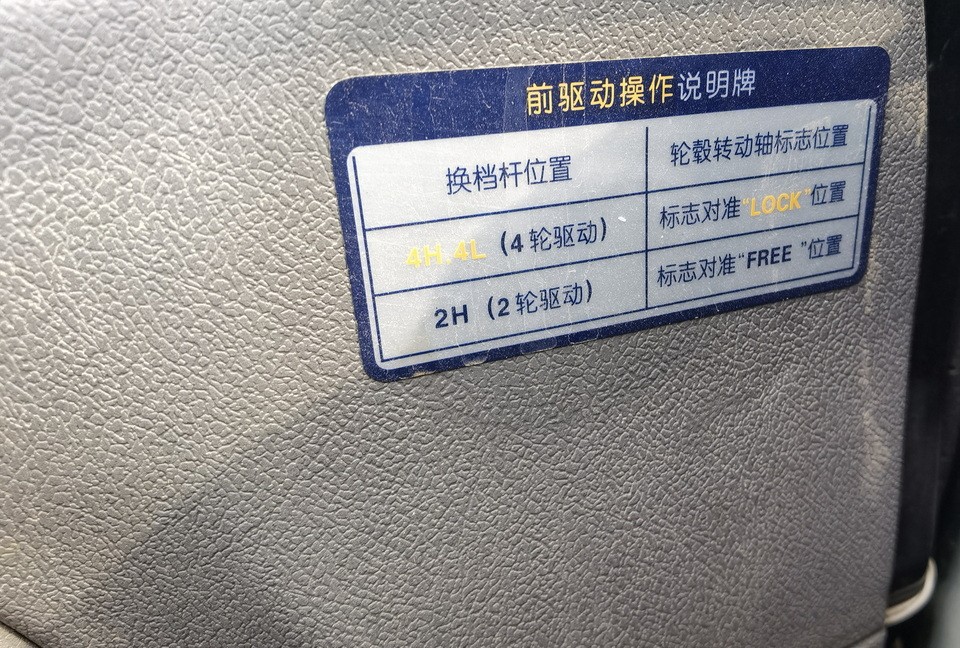 前驱动操作说明牌
换档杆位置 轮毂转动轴标志位置
4H.4L（4轮驱动） 标志对准“LOCK”位置
2H（2轮驱动） 标志对准“FREE”位置